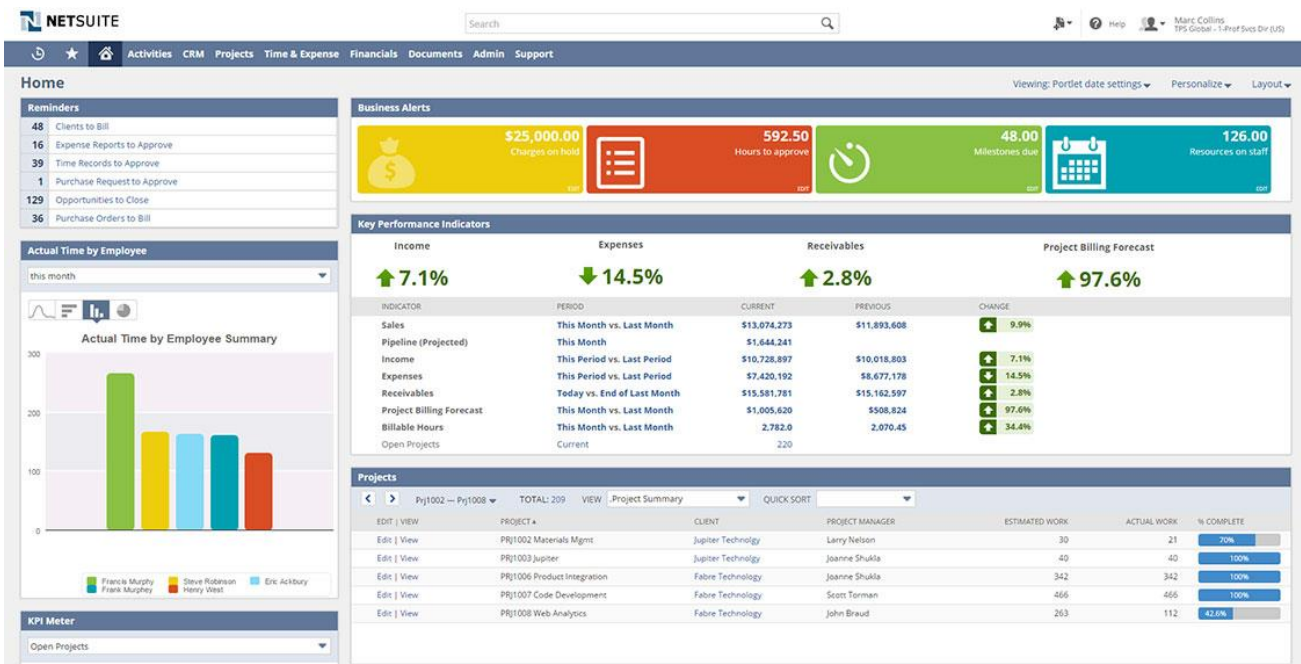 NETSUITE
Search
Help
Marc Collins
TPS Global - 1-Prof Svcs Dir (US)
Activities CRM Projects Time & Expense Financials Documents Admin Support
Home
Viewing: Portlet date settings Personalize Layout
Reminders
48 Clients to Bill
16 Expense Reports to Approve
39 Time Records to Approve
1 Purchase Request to Approve
129 Opportunities to Close
36 Purchase Orders to Bill
Actual Time by Employee
this month
Actual Time by Employee Summary
300
200
100
0
Francis Murphy Steve Robinson Eric Ackbury
Frank Murphey Henry West
KPI Meter
Open Projects
Business Alerts
$25,000.00
Charges on hold
EDIT
592.50
Hours to approve
EDIT
48.00
Milestones due
EDIT
126.00
Resources on staff
EDIT
Key Performance Indicators
Income Expenses Receivables Project Billing Forecast
7.1% 14.5% 2.8% 97.6%
INDICATOR PERIOD CURRENT PREVIOUS CHANGE
Sales This Month vs. Last Month $13,074,273 $11,893,608 9.9%
Pipeline (Projected) This Month $1,644,241
Income This Period vs. Last Period $10,728,897 $10,018,803 7.1%
Expenses This Period vs. Last Period $7,420,192 $8,677,178 14.5%
Receivables Today vs. End of Last Month $15,581,781 $15,162,597 2.8%
Project Billing Forecast This Month vs. Last Month $1,005,620 $508,824 97.6%
Billable Hours This Month vs. Last Month 2,782.0 2,070.45 34.4%
Open Projects Current 220
Projects
Prj1002 — Prj1008 TOTAL: 209 VIEW .Project Summary QUICK SORT
EDIT | VIEW PROJECT CLIENT PROJECT MANAGER ESTIMATED WORK ACTUAL WORK % COMPLETE
Edit | View PRJ1002 Materials Mgmt Jupiter Technolgy Larry Nelson 30 21 70%
Edit | View PRJ1003 Jupiter Jupiter Technolgy Joanne Shukla 40 40 100%
Edit | View PRJ1006 Product Integration Fabre Technology Joanne Shukla 342 342 100%
Edit | View PRJ1007 Code Development Fabre Technology Scott Torman 466 466 100%
Edit | View PRJ1008 Web Analytics Fabre Technology John Braud 263 112 42.6%